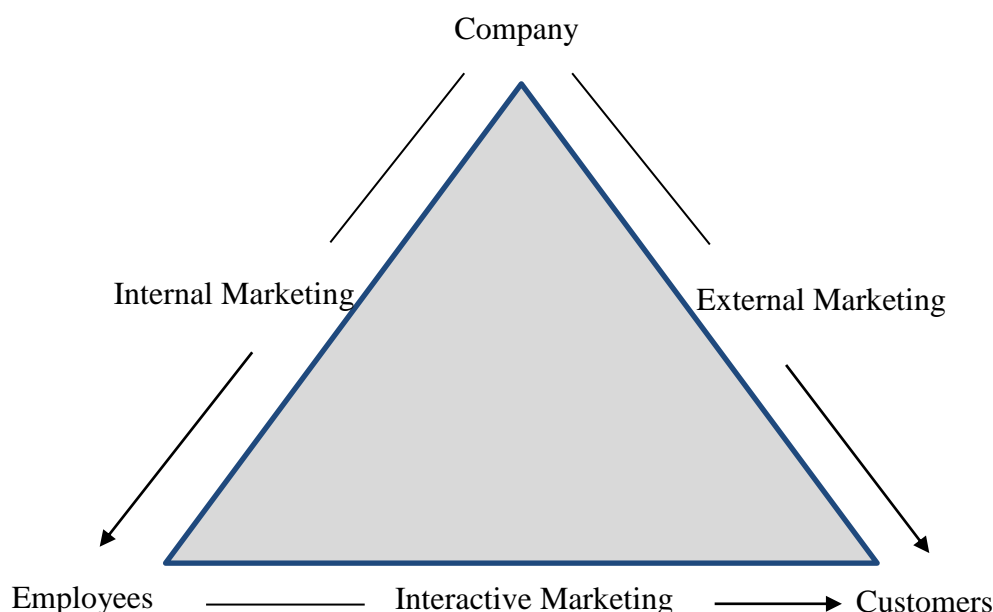 Company
Internal Marketing
External Marketing
Employees
Interactive Marketing
Customers